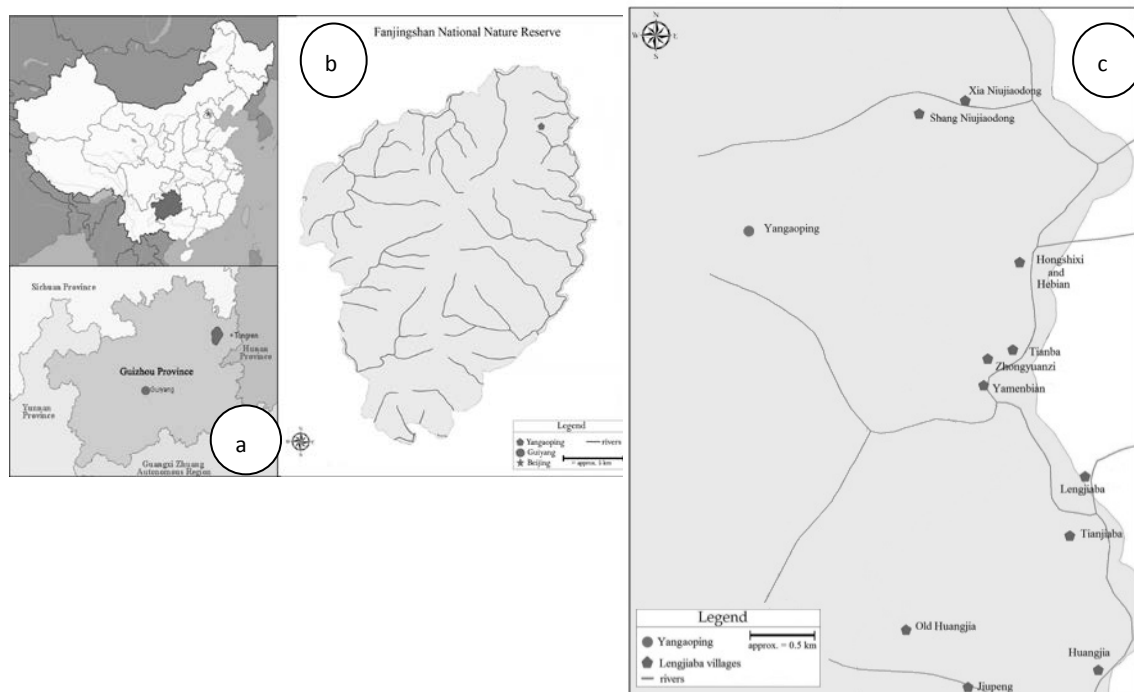 Sichuan Province
Tongren
Hunan
Province
Guizhou Province
Guiyang
Yunnan
Province
Guangxi Zhuang
Autonomous Region
a
Fanjingshan National Nature Reserve
b
Legend
Yangaoping
rivers
Guiyang
Beijing
= approx. 5 km
N
W
E
S
c
Xia Niujiaodong
Shang Niujiaodong
Yangaoping
Hongshixi
and
Hebian
Tianba
Zhongyuanzi
Yamenbian
Lengjiaba
Tianjiaba
Old Huangjia
Huangjia
Jiupeng
Legend
Yangaoping
approx. = 0.5 km
Lengjiaba villages
rivers